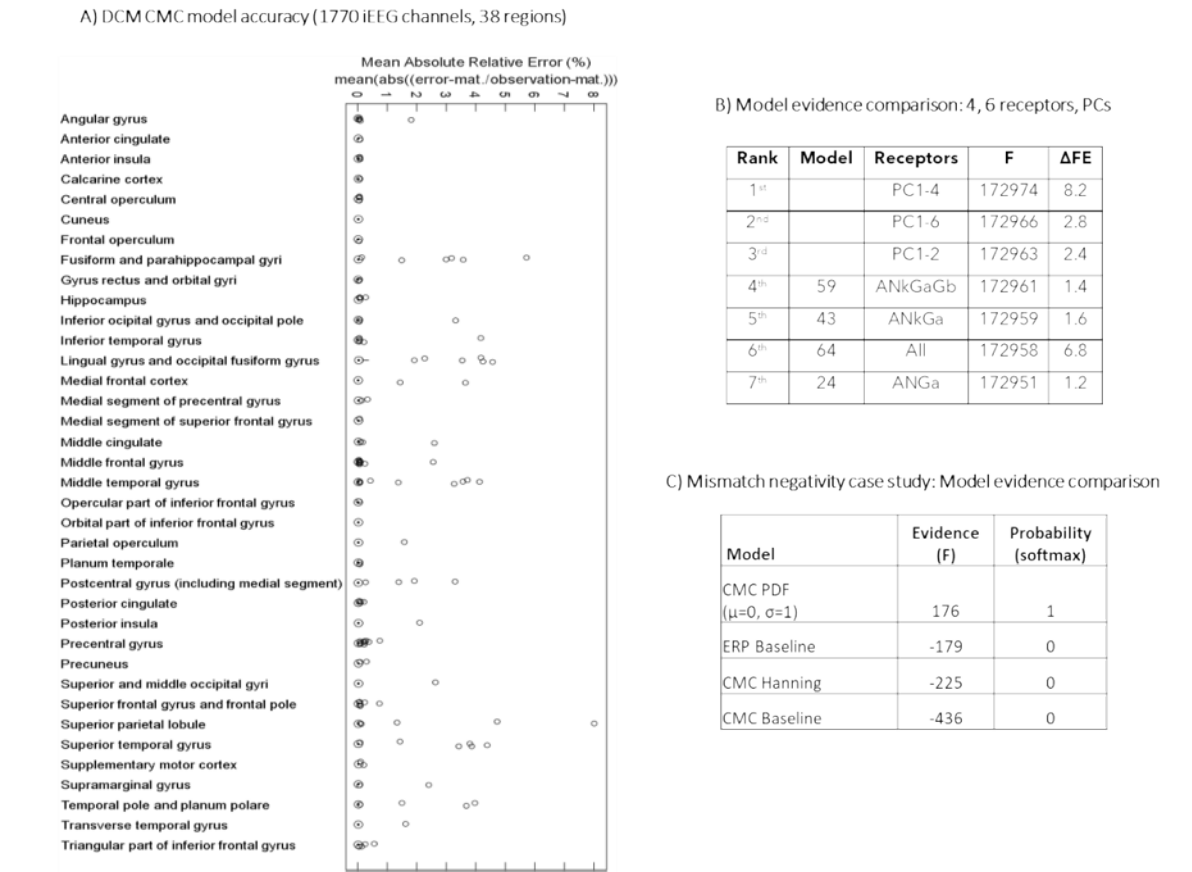 A) DCM CMC model accuracy (1770 iEEG channels, 38 regions)
Mean Absolute Relative Error (%)
mean(abs((error-mat./observation-mat.)))
0 1 2 3 4 5 6 7 8
Angular gyrus
Anterior cingulate
Anterior insula
Calcarine cortex
Central operculum
Cuneus
Frontal operculum
Fusiform and parahippocampal gyri
Gyrus rectus and orbital gyri
Hippocampus
Inferior ocipital gyrus and occipital pole
Inferior temporal gyrus
Lingual gyrus and occipital fusiform gyrus
Medial frontal cortex
Medial segment of precentral gyrus
Medial segment of superior frontal gyrus
Middle cingulate
Middle frontal gyrus
Middle temporal gyrus
Opercular part of inferior frontal gyrus
Orbital part of inferior frontal gyrus
Parietal operculum
Planum temporale
Postcentral gyrus (including medial segment)
Posterior cingulate
Posterior insula
Precentral gyrus
Precuneus
Superior and middle occipital gyri
Superior frontal gyrus and frontal pole
Superior parietal lobule
Superior temporal gyrus
Supplementary motor cortex
Supramarginal gyrus
Temporal pole and planum polare
Transverse temporal gyrus
Triangular part of inferior frontal gyrus
B) Model evidence comparison: 4, 6 receptors, PCs
Rank Model Receptors F ΔFE
1st PC1-4 172974 8.2
2nd PC1-6 172966 2.8
3rd PC1-2 172963 2.4
4th 59 ANkGaGb 172961 1.4
5th 43 ANkGa 172959 1.6
6th 64 All 172958 6.8
7th 24 ANGa 172951 1.2
C) Mismatch negativity case study: Model evidence comparison
Model Evidence (F) Probability (softmax)
CMC PDF
(μ=0, σ=1) 176 1
ERP Baseline -179 0
CMC Hanning -225 0
CMC Baseline -436 0